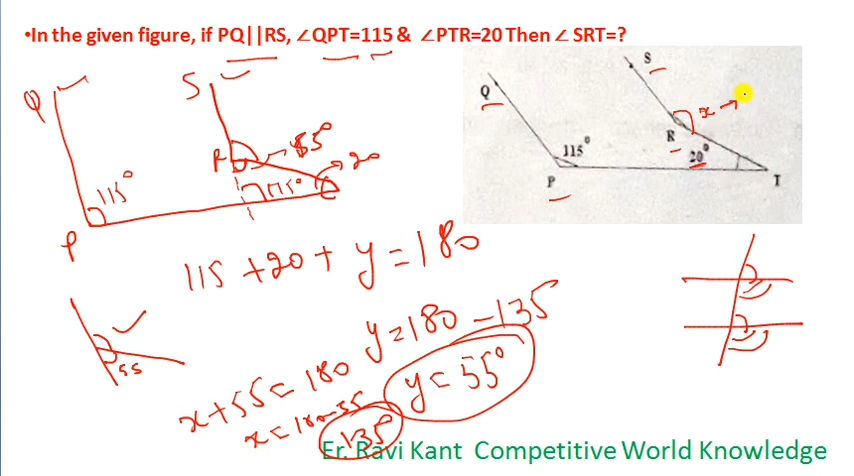 •In the given figure, if PQ||RS, ∠QPT=115 & ∠PTR=20 Then ∠ SRT=?
Q
S
115°
R
55°
20
115°
P
S
Q
x
R
115°
20°
P
T
115 + 20 + y = 180
y = 180 - 135
y = 55°
55
x + 55 = 180
x = 180 - 55
135°
Er. Ravi Kant Competitive World Knowledge